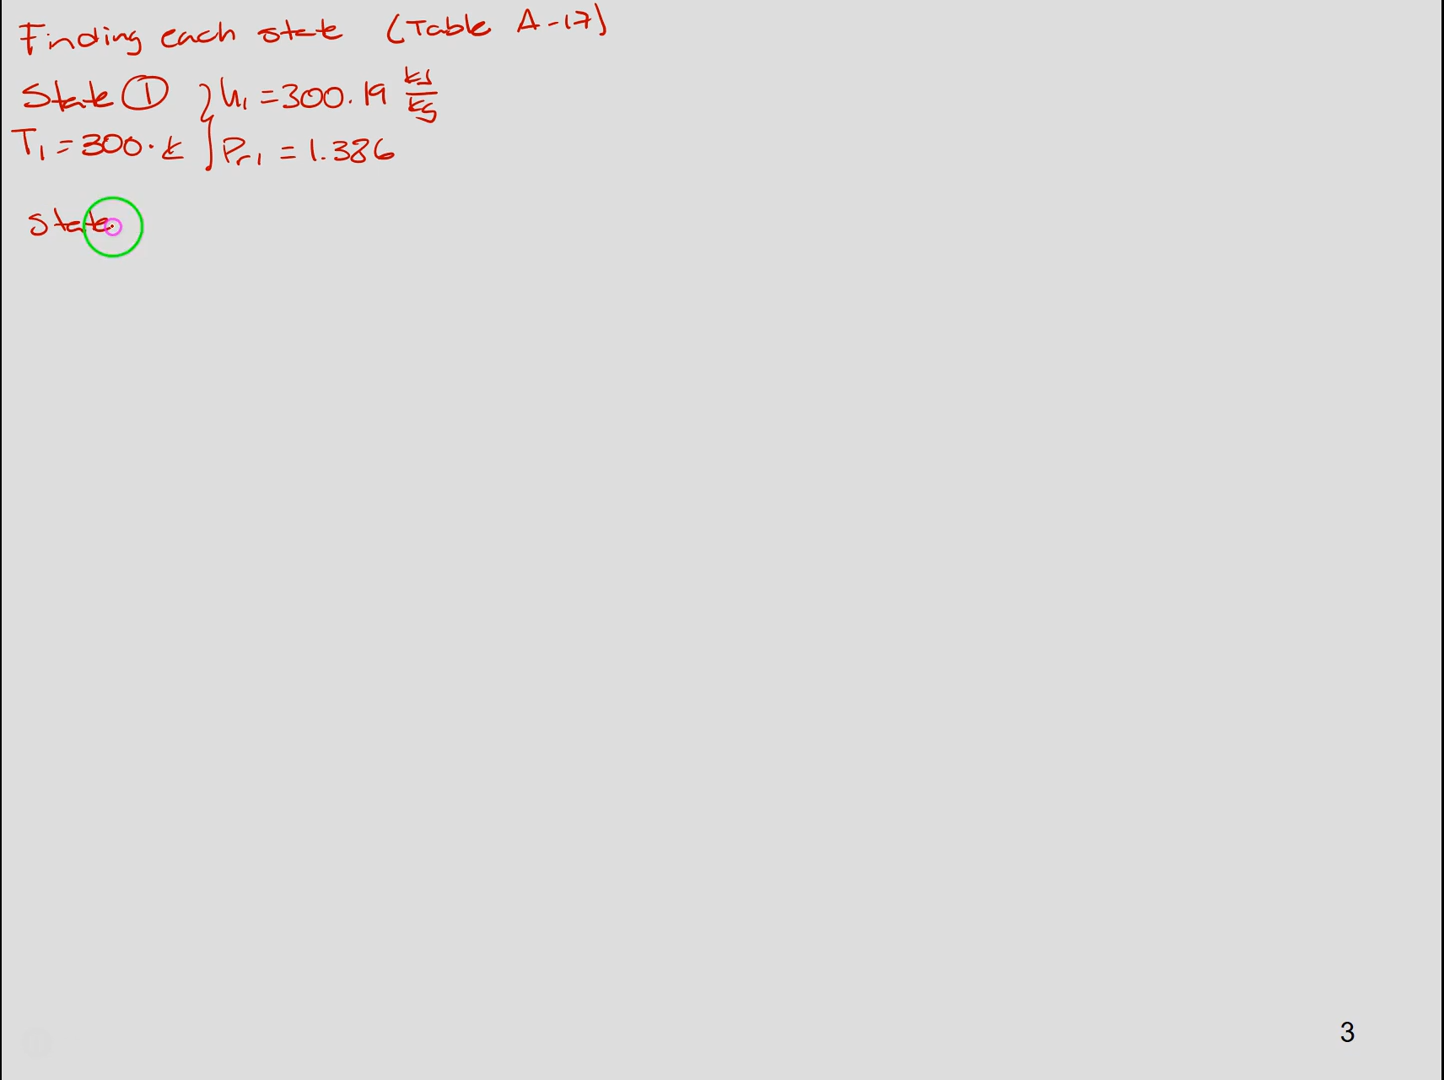 Finding each state (Table A-17)
State ① } h₁ = 300.19 kJ/kg
T₁ = 300. K } Pr₁ = 1.386
state
3